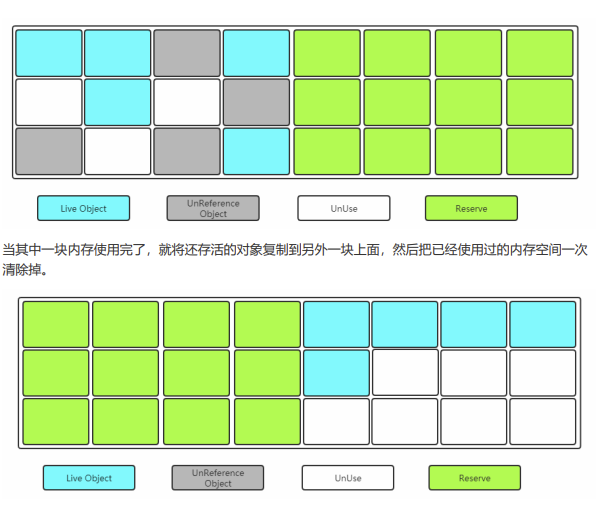 Live Object
UnReference
Object
UnUse
Reserve
当其中一块内存使用完了，就将还存活的对象复制到另外一块上面，然后把已经使用过的内存空间一次
清除掉。
Live Object
UnReference
Object
UnUse
Reserve